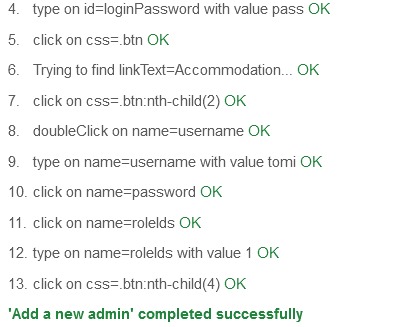 4. type on id=loginPassword with value pass OK
5. click on css=.btn OK
6. Trying to find linkText=Accommodation... OK
7. click on css=.btn:nth-child(2) OK
8. doubleClick on name=username OK
9. type on name=username with value tomi OK
10. click on name=password OK
11. click on name=roleIds OK
12. type on name=roleIds with value 1 OK
13. click on css=.btn:nth-child(4) OK
'Add a new admin' completed successfully